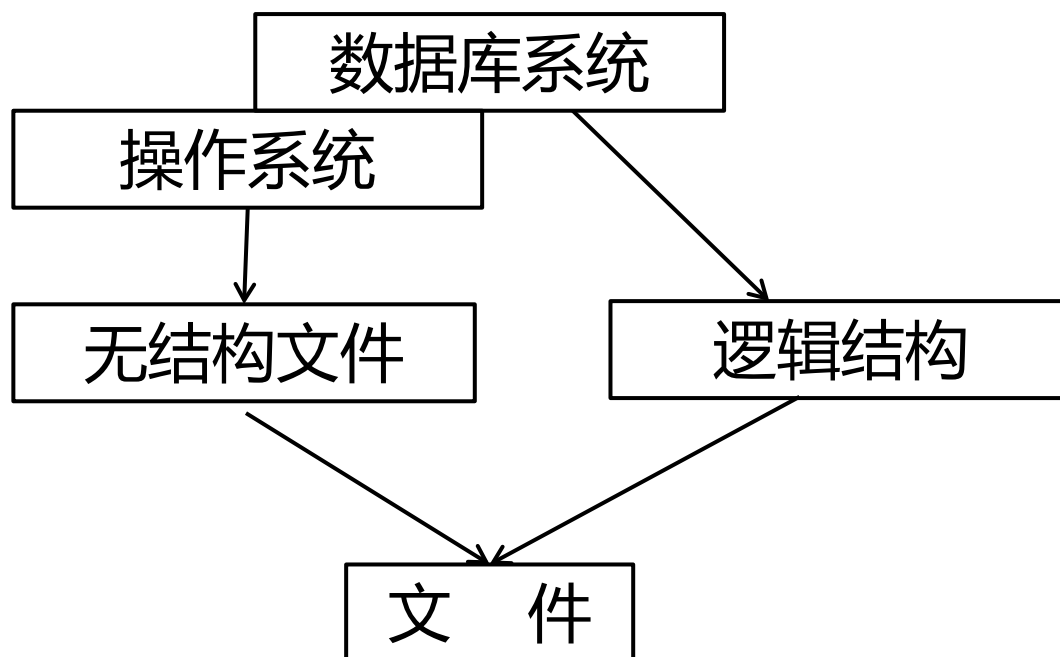 数据库系统
操作系统
无结构文件
逻辑结构
文 件